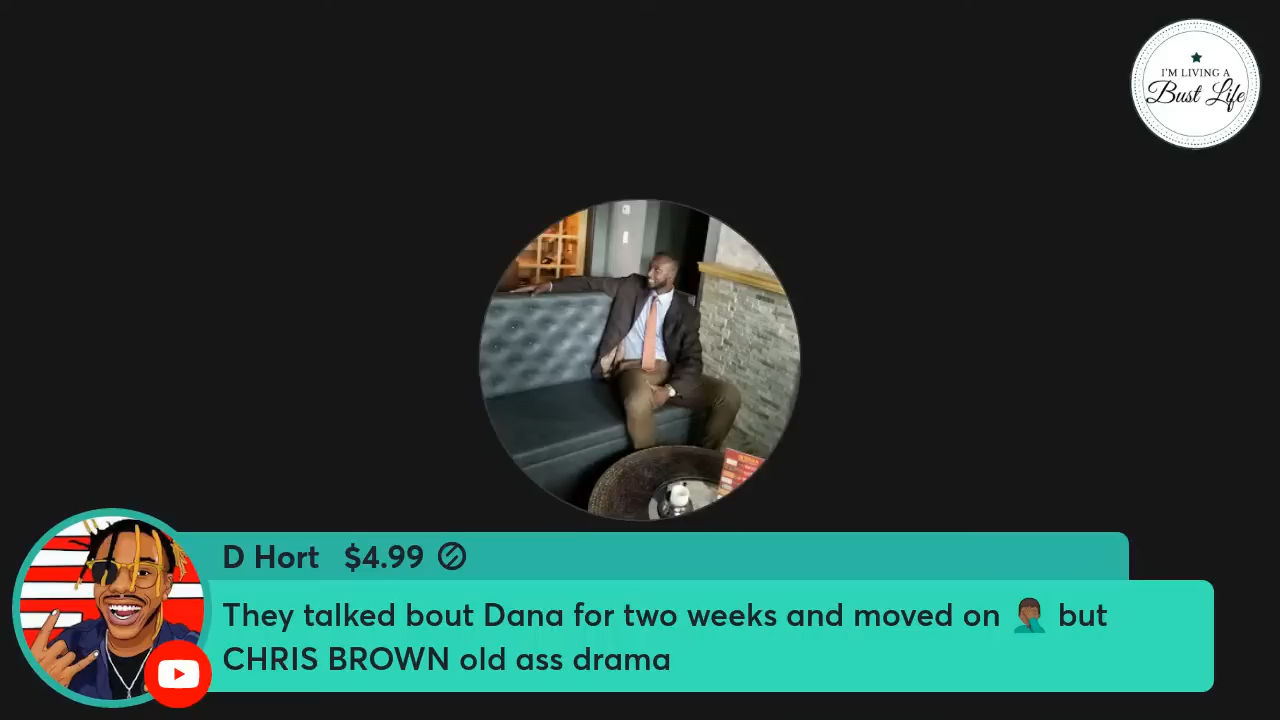 I'M LIVING A
Bust Life
D Hort $4.99
They talked bout Dana for two weeks and moved on 🤦🏾‍♂️ but
CHRIS BROWN old ass drama